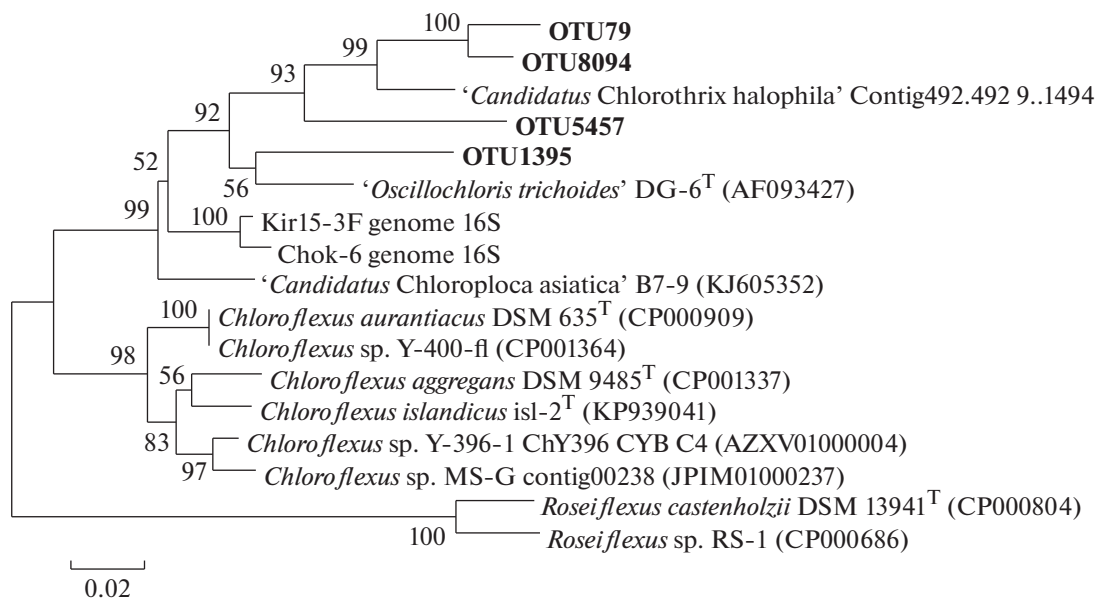 100
OTU79
99
OTU8094
93
'Candidatus Chlorothrix halophila' Contig492.492 9..1494
92
OTU5457
OTU1395
52
56
'Oscillochloris trichoides' DG-6T (AF093427)
99
100
Kir15-3F genome 16S
Chok-6 genome 16S
'Candidatus Chloroploca asiatica' B7-9 (KJ605352)
100
Chloroflexus aurantiacus DSM 635T (CP000909)
98
Chloroflexus sp. Y-400-fl (CP001364)
56
Chloroflexus aggregans DSM 9485T (CP001337)
Chloroflexus islandicus isl-2T (KP939041)
83
Chloroflexus sp. Y-396-1 ChY396 CYB C4 (AZXV01000004)
97
Chloroflexus sp. MS-G contig00238 (JPIM01000237)
Roseiflexus castenholzii DSM 13941T (CP000804)
100
Roseiflexus sp. RS-1 (CP000686)
0.02